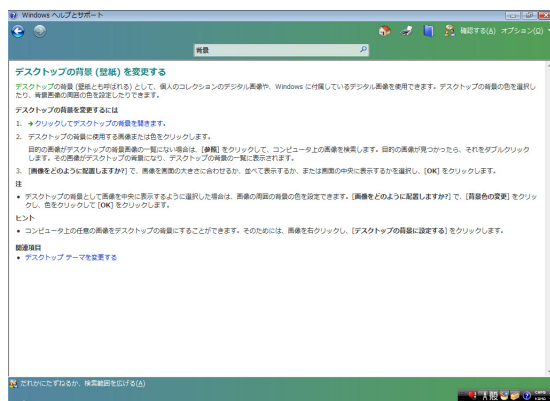 Windows ヘルプとサポート
確認する(A) オプション(O)
背景
デスクトップの背景 (壁紙) を変更する
デスクトップの背景 (壁紙とも呼ばれる) として、個人のコレクションのデジタル画像や、Windows に付属しているデジタル画像を使用できます。デスクトップの背景の色を選択し
たり、背景画像の周囲の色を設定したりできます。
デスクトップの背景を変更するには
1. クリックしてデスクトップの背景を開きます。
2. デスクトップの背景に使用する画像または色をクリックします。
目的の画像がデスクトップの背景画像の一覧にない場合は、[参照] をクリックして、コンピュータ上の画像を検索します。目的の画像が見つかったら、それをダブルクリック
します。その画像がデスクトップの背景になり、デスクトップの背景の一覧に表示されます。
3. [画像をどのように配置しますか?] で、画像を画面の大きさに合わせるか、並べて表示するか、または画面の中央に表示するかを選択し、[OK] をクリックします。
注
• デスクトップの背景として画像を中央に表示するように選択した場合は、画像の周囲の背景の色を設定できます。[画像をどのように配置しますか?] で、[背景色の変更] をクリッ
クし、色をクリックして [OK] をクリックします。
ヒント
• コンピュータ上の任意の画像をデスクトップの背景にすることができます。そのためには、画像を右クリックし、[デスクトップの背景に設定する] をクリックします。
関連項目
• デスクトップ テーマを変更する
だれかにたずねるか、検索範囲を広げる(A)
A 般 CAPS
KANA